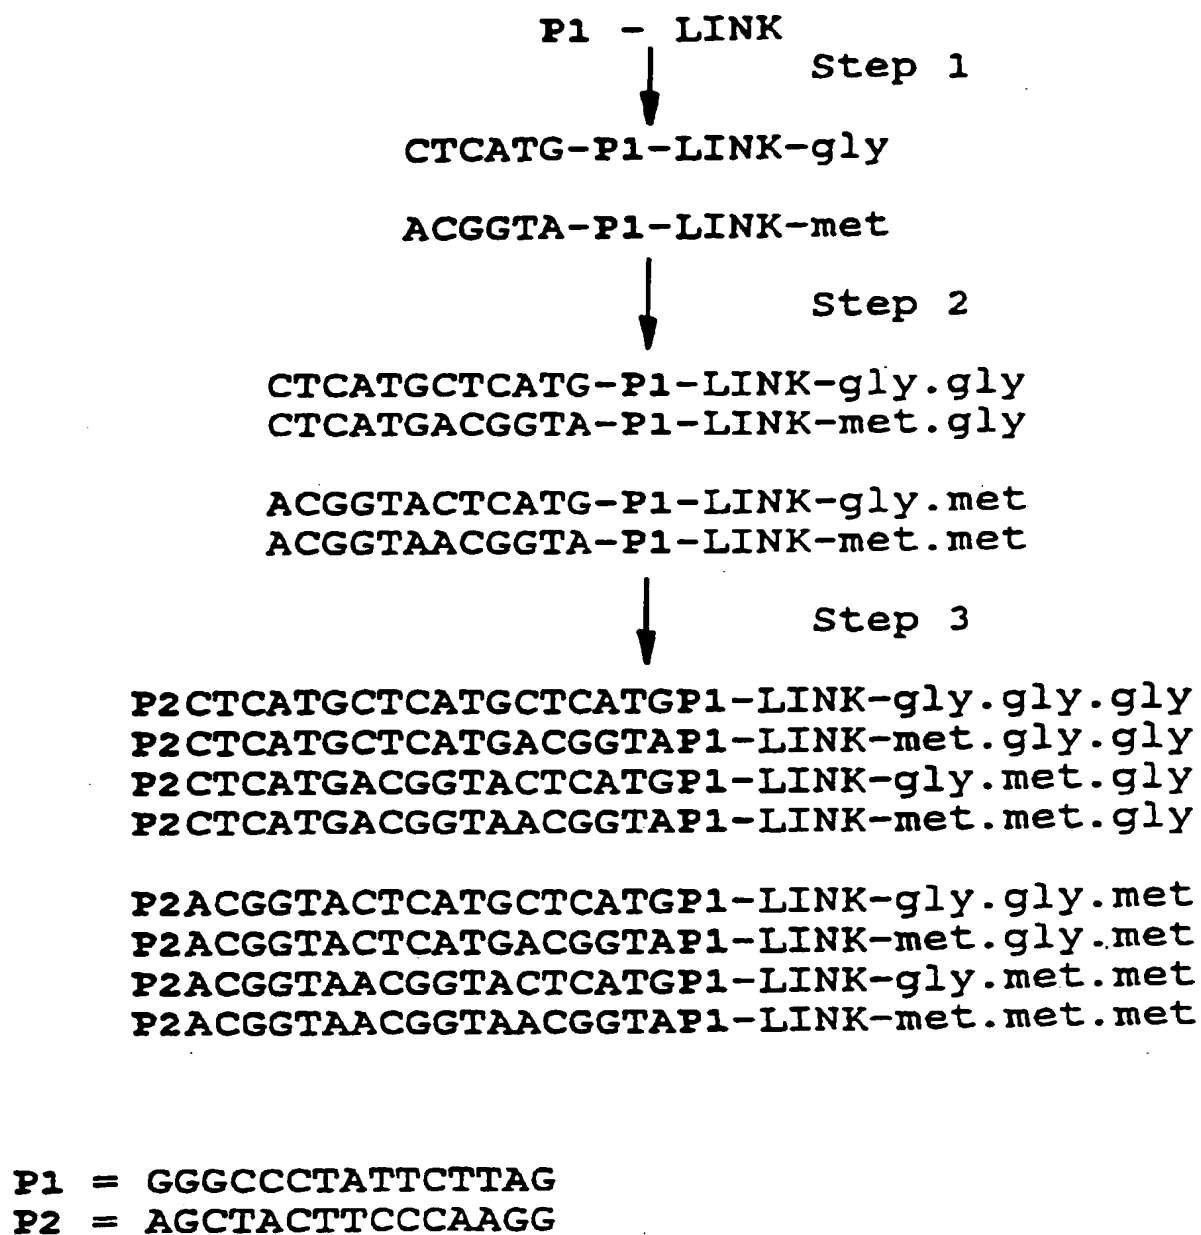 P1 - LINK
Step 1
CTCATG-P1-LINK-gly
ACGGTA-P1-LINK-met
Step 2
CTCATGCTCATG-P1-LINK-gly.gly
CTCATGACGGTA-P1-LINK-met.gly
ACGGTACTCATG-P1-LINK-gly.met
ACGGTAACGGTA-P1-LINK-met.met
Step 3
P2CTCATGCTCATGCTCATGP1-LINK-gly.gly.gly
P2CTCATGCTCATGACGGTAP1-LINK-met.gly.gly
P2CTCATGACGGTACTCATGP1-LINK-gly.met.gly
P2CTCATGACGGTAACGGTAP1-LINK-met.met.gly
P2ACGGTACTCATGCTCATGP1-LINK-gly.gly.met
P2ACGGTACTCATGACGGTAP1-LINK-met.gly.met
P2ACGGTAACGGTACTCATGP1-LINK-gly.met.met
P2ACGGTAACGGTAACGGTAP1-LINK-met.met.met
P1 = GGGCCCTATTCTTAG
P2 = AGCTACTTCCCAAGG